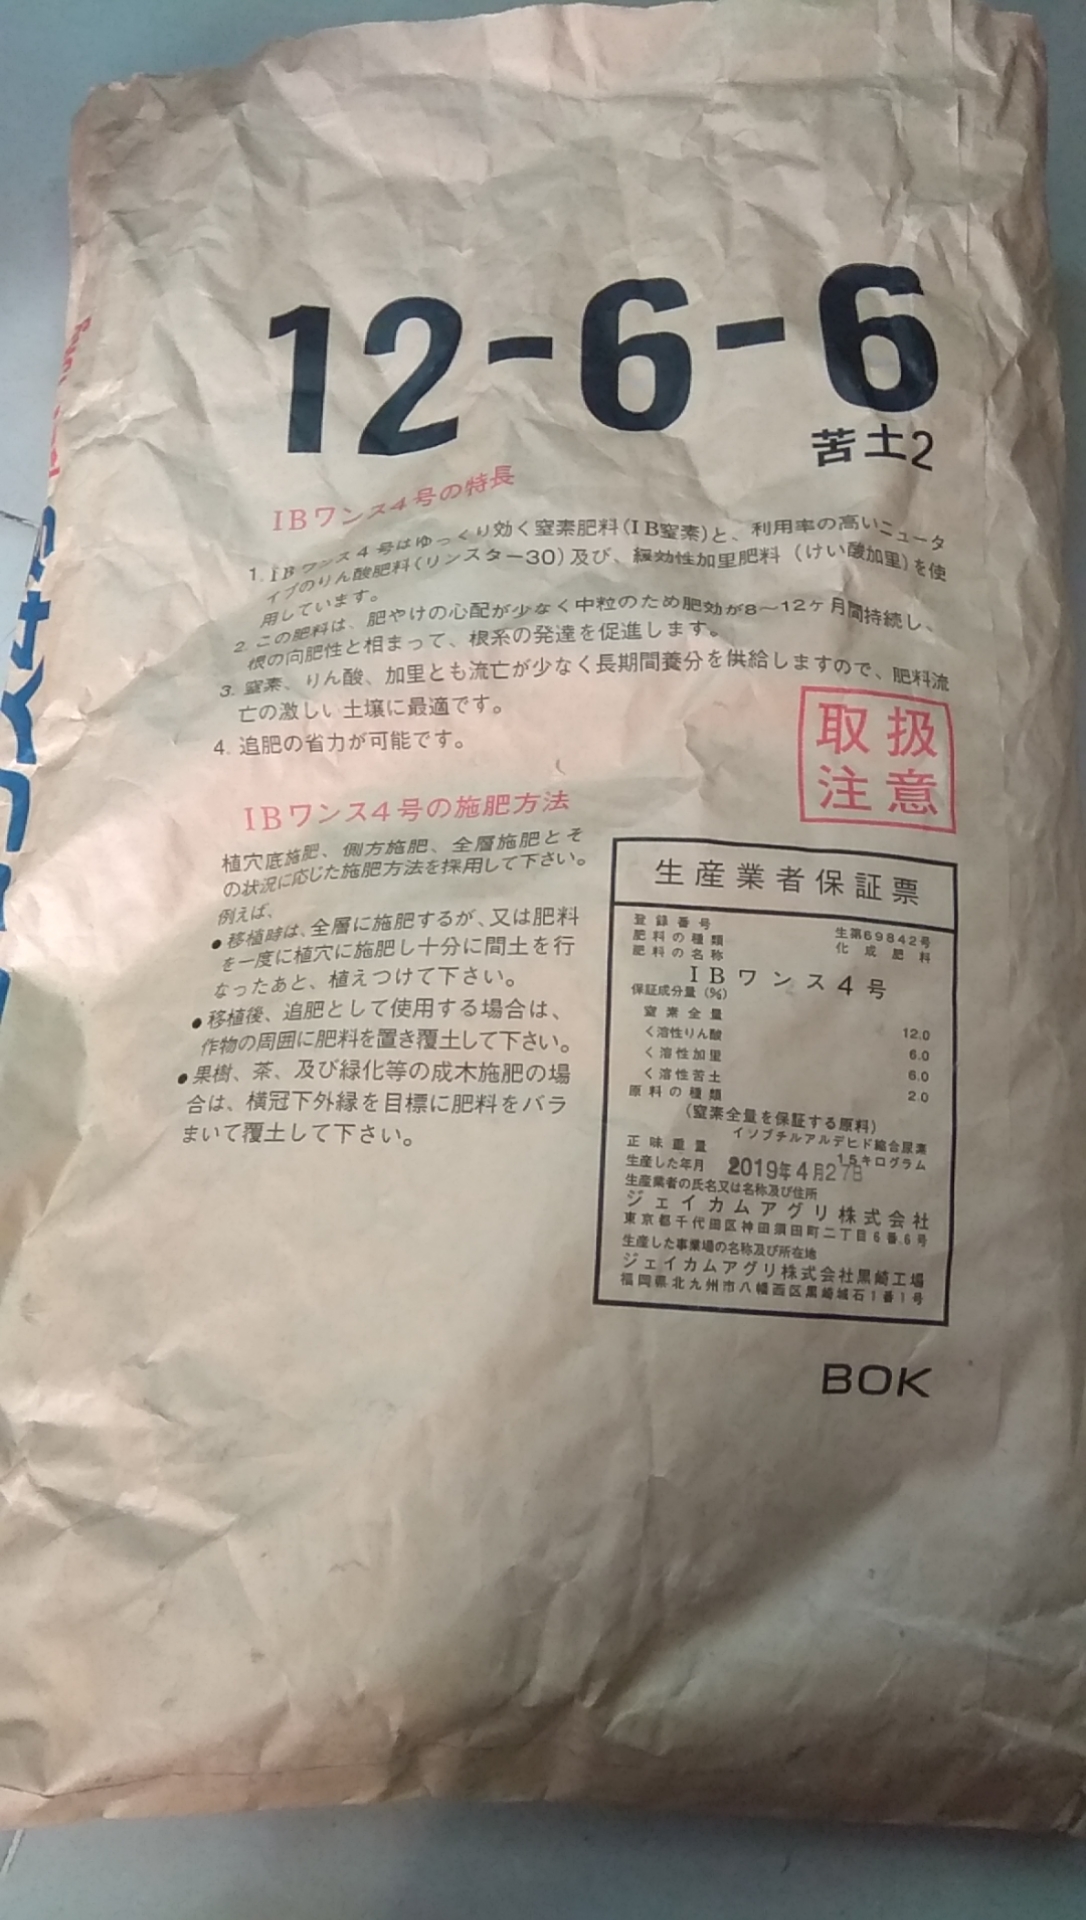 12-6-6
苦土2
IBワンス4号の特長
1. IBワンス4号はゆっくり効く窒素肥料(IB窒素)と、利用率の高いニュータ
イプのりん酸肥料(リンスター30)及び、緩効性加里肥料(けい酸加里)を使
用しています。
2. この肥料は、肥やけの心配が少なく中粒のため肥効が8〜12ヶ月間持続し、
根の向肥性と相まって、根系の発達を促進します。
3. 窒素、りん酸、加里とも流亡が少なく長期間養分を供給しますので、肥料流
亡の激しい土壌に最適です。
4. 追肥の省力が可能です。
取扱
注意
IBワンス4号の施肥方法
植穴底施肥、側方施肥、全層施肥とそ
の状況に応じた施肥方法を採用して下さい。
例えば、
●移植時は、全層に施肥するが、又は肥料
を一度に植穴に施肥し十分に間土を行
なったあと、植えつけて下さい。
●移植後、追肥として使用する場合は、
作物の周囲に肥料を置き覆土して下さい。
●果樹、茶、及び緑化等の成木施肥の場
合は、樹冠下外縁を目標に肥料をバラ
まいて覆土して下さい。
生産業者保証票
登録番号 生第69842号
肥料の種類 化成肥料
肥料の名称
IBワンス4号
保証成分量(%)
窒素全量 12.0
く溶性りん酸 6.0
く溶性加里 6.0
く溶性苦土 2.0
原料の種類
(窒素全量を保証する原料)
イソブチルアルデヒド縮合尿素
正味重量 15キログラム
生産した年月 2019年4月27日
生産業者の氏名又は名称及び住所
ジェイカムアグリ株式会社
東京都千代田区神田須田町二丁目6番6号
生産した事業場の名称及び所在地
ジェイカムアグリ株式会社黒崎工場
福岡県北九州市八幡西区黒崎城石1番1号
BOK